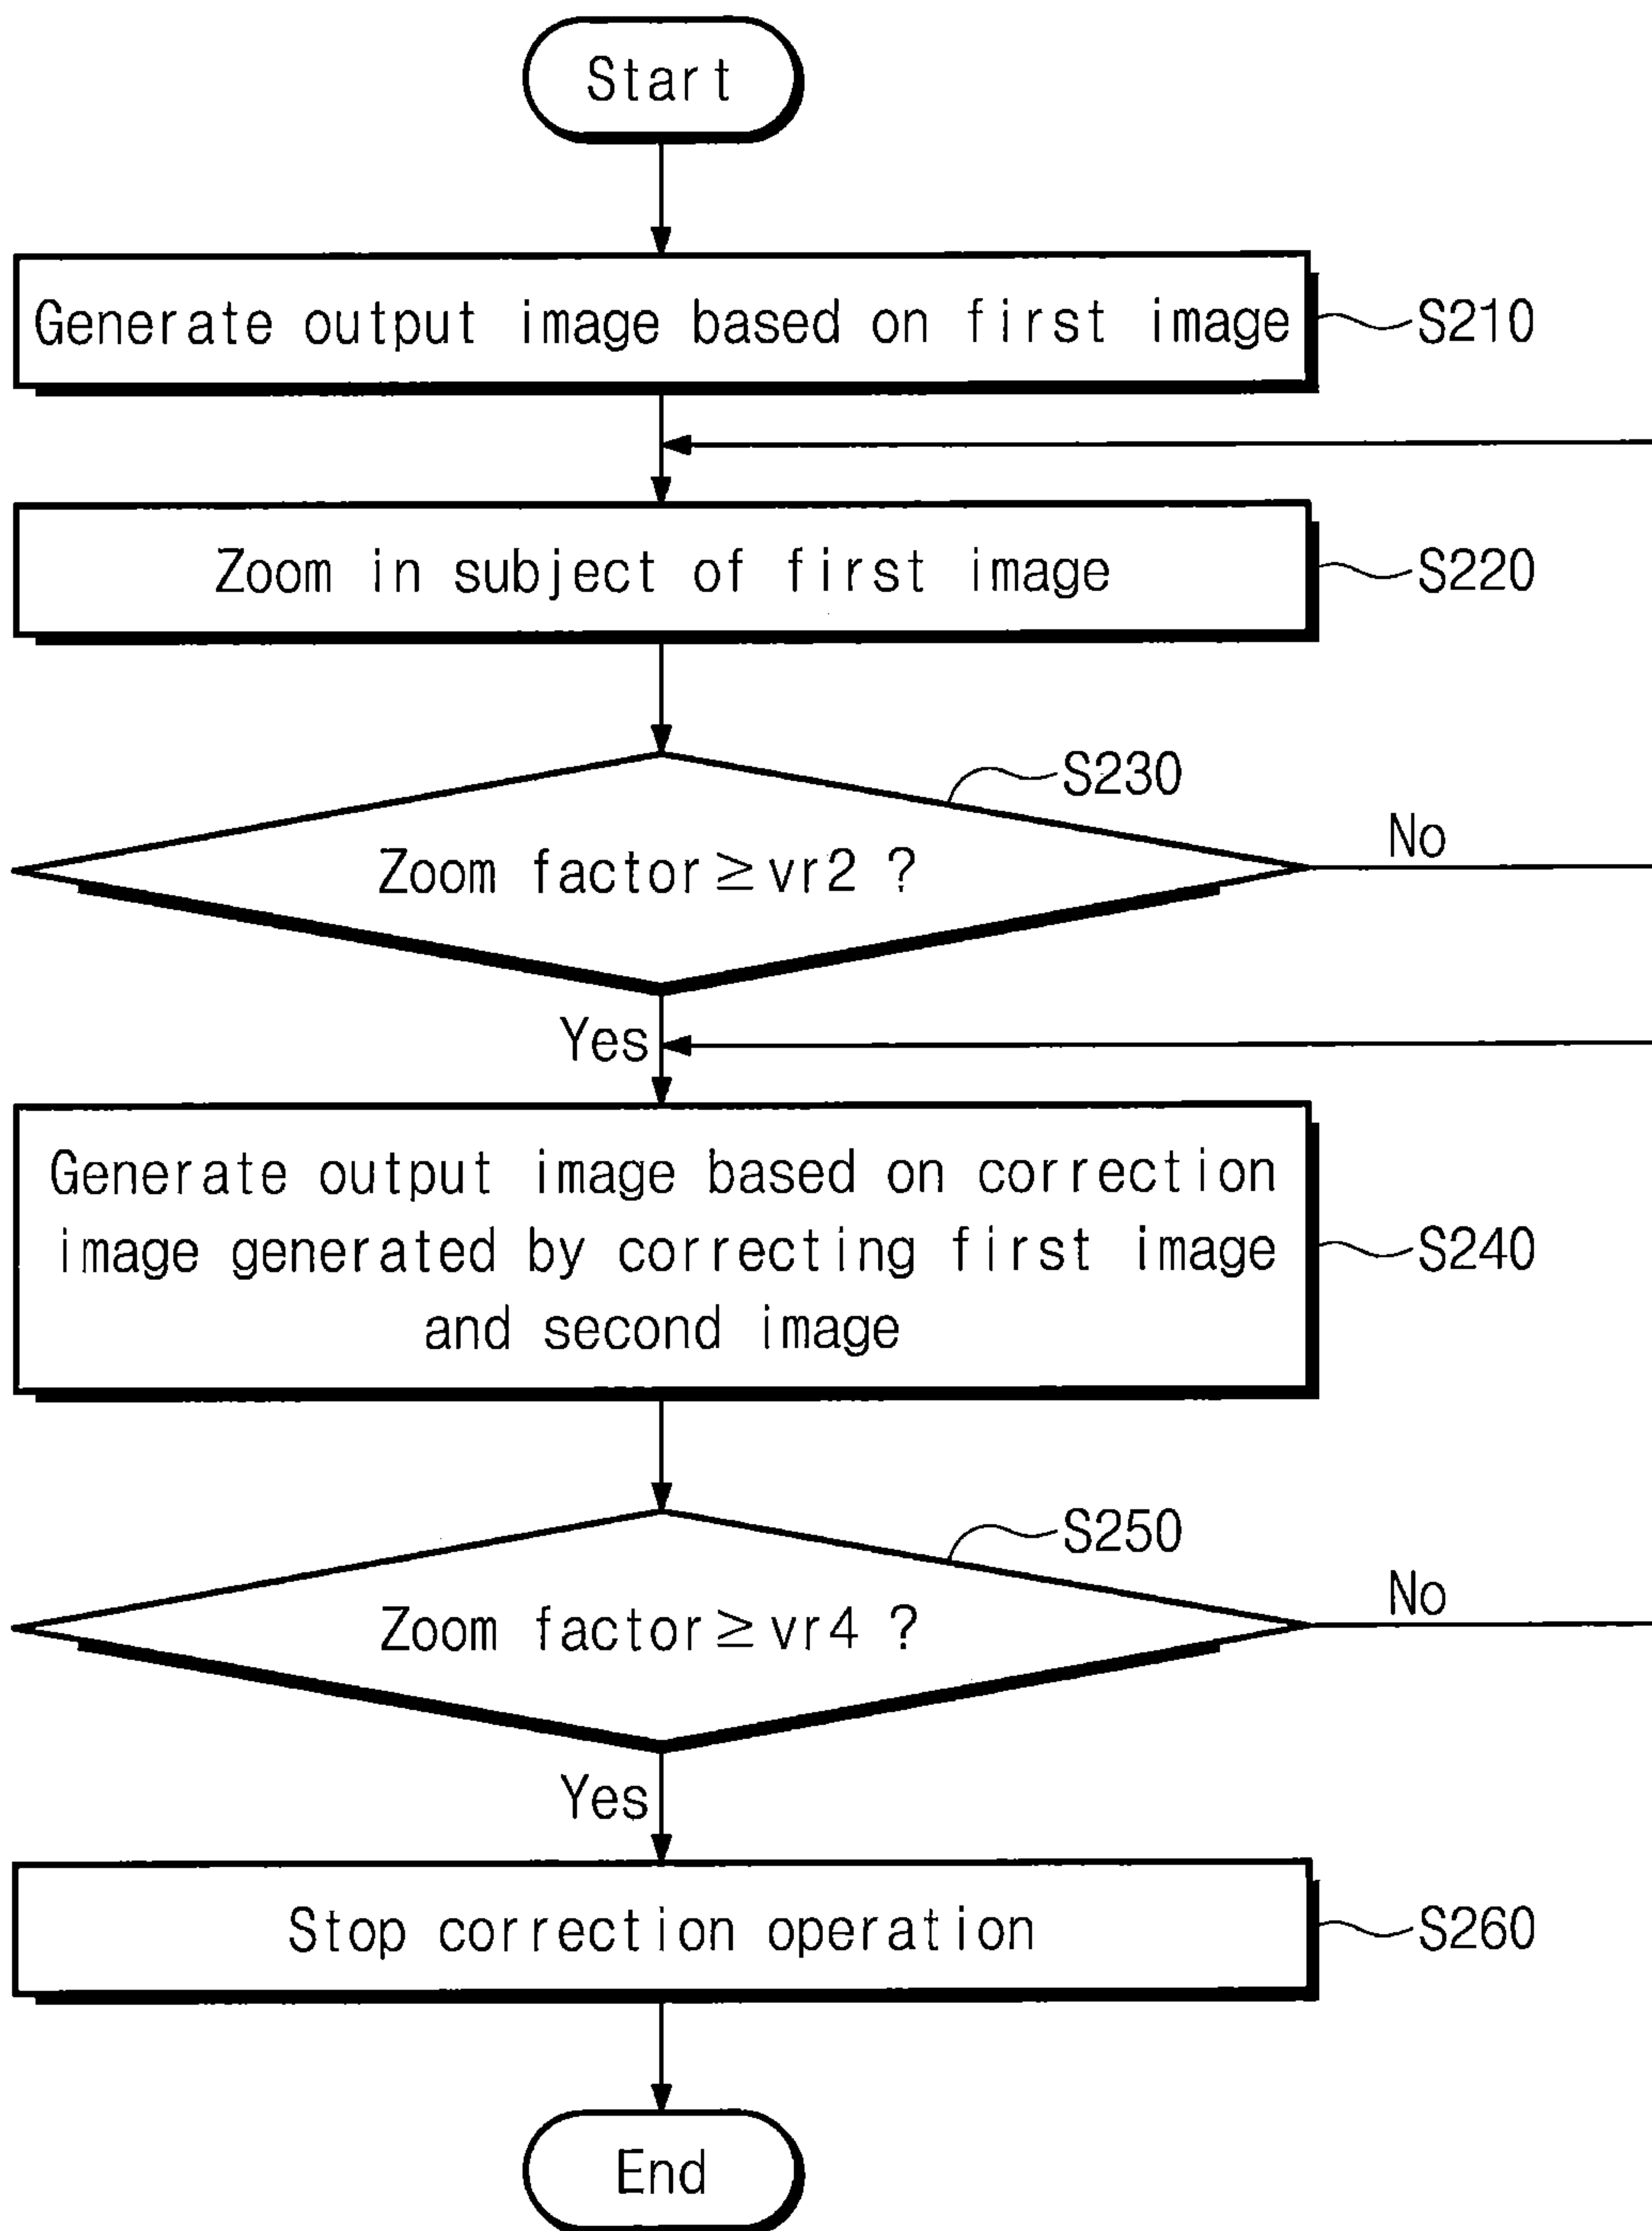 Start
Generate output image based on first image
S210
Zoom in subject of first image
S220
S230
Zoom factor ≥ vr2 ?
No
Yes
Generate output image based on correction
image generated by correcting first image
and second image
S240
S250
Zoom factor ≥ vr4 ?
No
Yes
Stop correction operation
S260
End